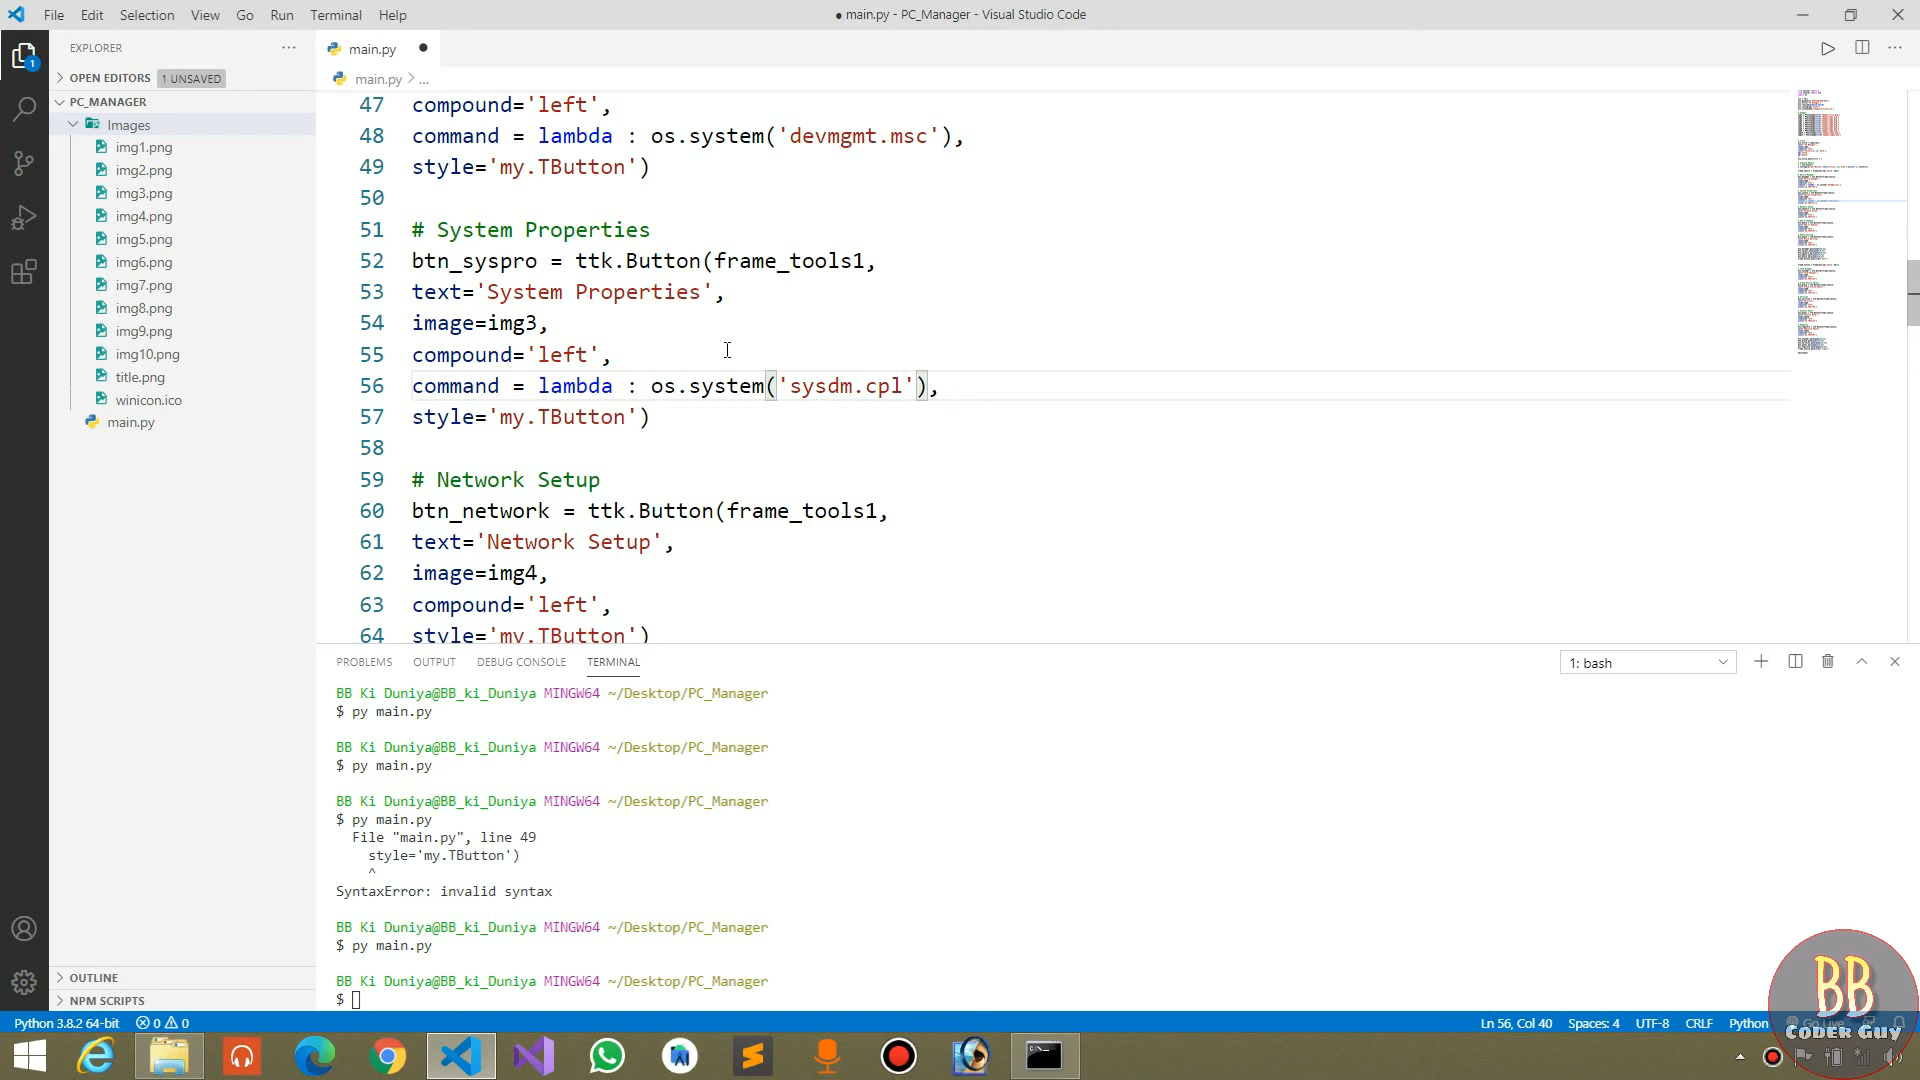 File Edit Selection View Go Run Terminal Help
● main.py - PC_Manager - Visual Studio Code
EXPLORER
main.py
OPEN EDITORS 1 UNSAVED
main.py > ...
PC_MANAGER
Images
img1.png
img2.png
img3.png
img4.png
img5.png
img6.png
img7.png
img8.png
img9.png
img10.png
title.png
winicon.ico
main.py
OUTLINE
NPM SCRIPTS
47 compound='left',
48 command = lambda : os.system('devmgmt.msc'),
49 style='my.TButton')
50
51 # System Properties
52 btn_syspro = ttk.Button(frame_tools1,
53 text='System Properties',
54 image=img3,
55 compound='left',
56 command = lambda : os.system('sysdm.cpl'),
57 style='my.TButton')
58
59 # Network Setup
60 btn_network = ttk.Button(frame_tools1,
61 text='Network Setup',
62 image=img4,
63 compound='left',
64 style='my.TButton')
PROBLEMS OUTPUT DEBUG CONSOLE TERMINAL
1: bash
BB Ki Duniya@BB_ki_Duniya MINGW64 ~/Desktop/PC_Manager
$ py main.py
BB Ki Duniya@BB_ki_Duniya MINGW64 ~/Desktop/PC_Manager
$ py main.py
BB Ki Duniya@BB_ki_Duniya MINGW64 ~/Desktop/PC_Manager
$ py main.py
File "main.py", line 49
style='my.TButton')
^
SyntaxError: invalid syntax
BB Ki Duniya@BB_ki_Duniya MINGW64 ~/Desktop/PC_Manager
$ py main.py
BB Ki Duniya@BB_ki_Duniya MINGW64 ~/Desktop/PC_Manager
$
Python 3.8.2 64-bit 0 0
Ln 56, Col 40 Spaces: 4 UTF-8 CRLF Python Go Live
BB
CODER GUY
1